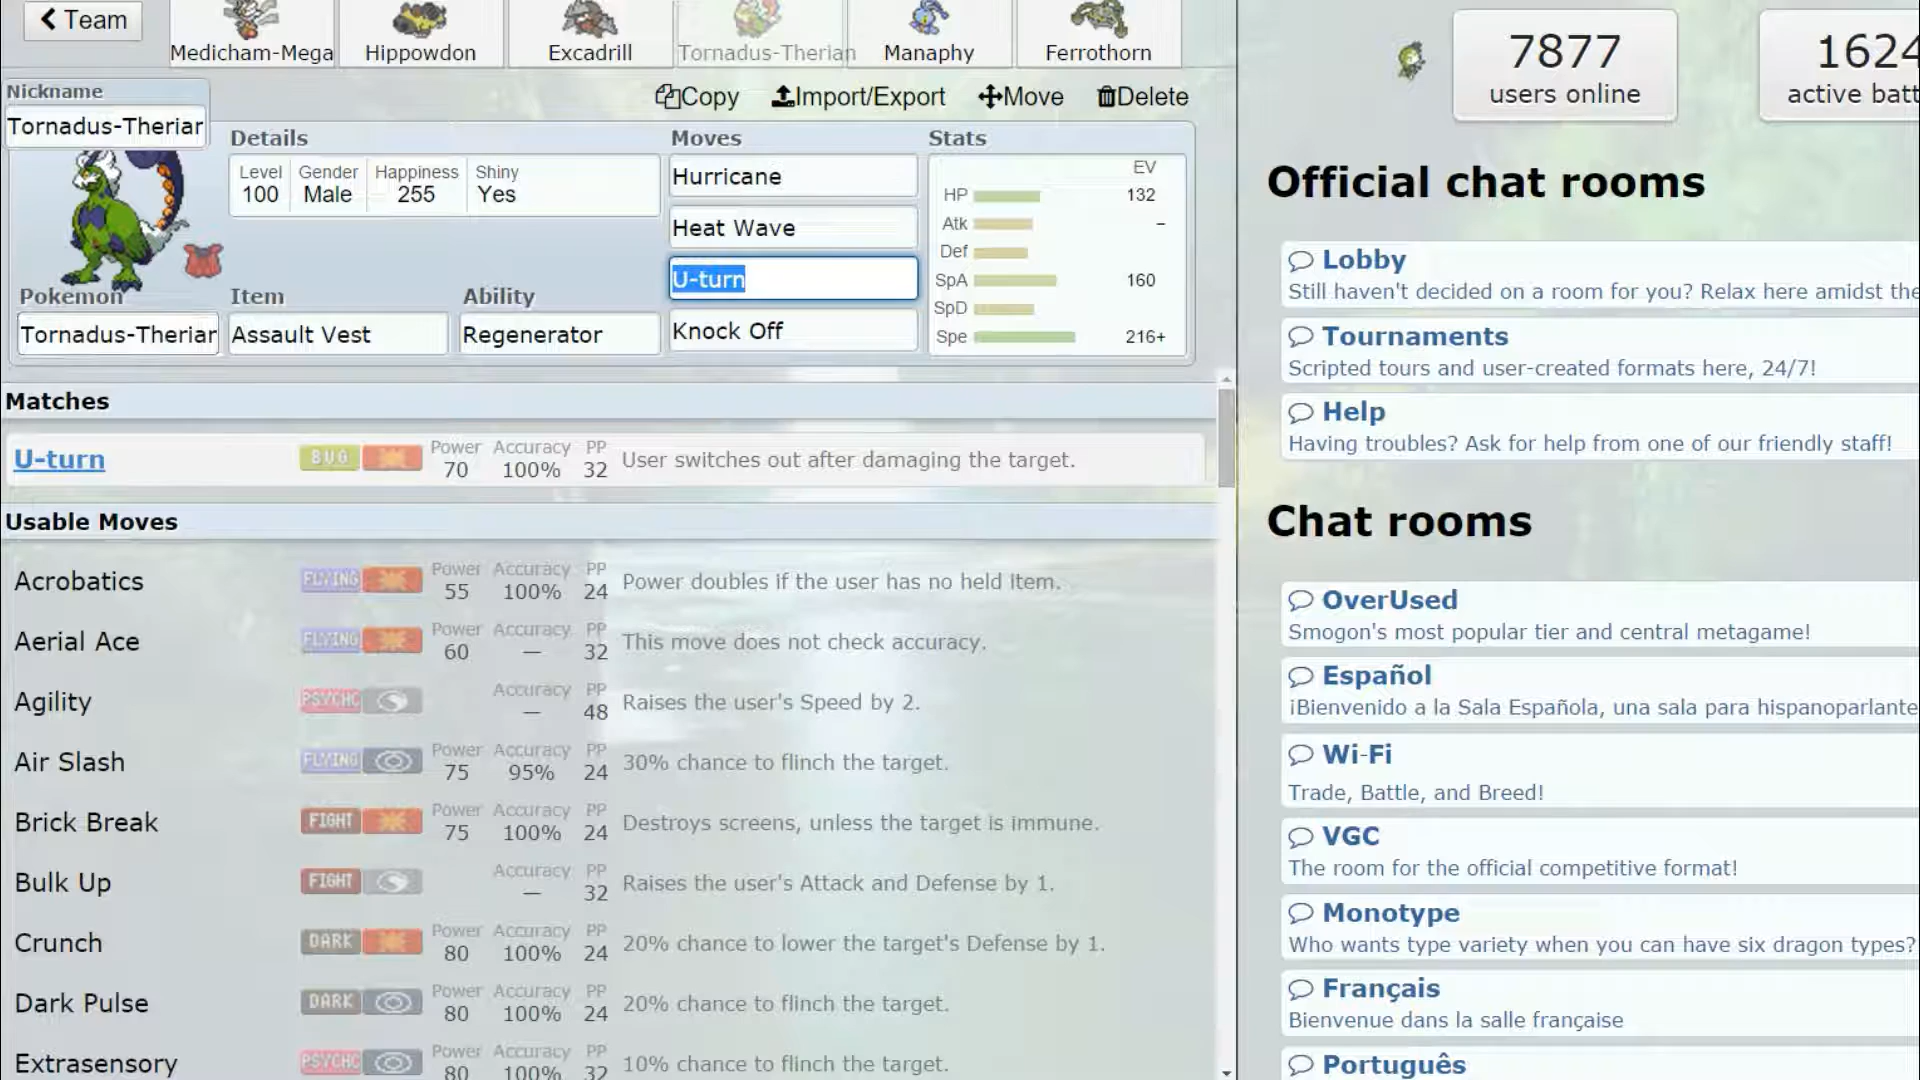 Team
Medicham-Mega
Hippowdon
Excadrill
Tornadus-Therian
Manaphy
Ferrothorn
Nickname
Tornadus-Therian
Copy
Import/Export
Move
Delete
Details
Level
100
Gender
Male
Happiness
255
Shiny
Yes
Moves
Hurricane
Heat Wave
U-turn
Knock Off
Stats
EV
HP 132
Atk –
Def
SpA 160
SpD
Spe 216+
Pokemon
Tornadus-Therian
Item
Assault Vest
Ability
Regenerator
Matches
U-turn BUG Power 70 Accuracy 100% PP 32 User switches out after damaging the target.
Usable Moves
Acrobatics FLYING Power 55 Accuracy 100% PP 24 Power doubles if the user has no held item.
Aerial Ace FLYING Power 60 Accuracy — PP 32 This move does not check accuracy.
Agility PSYCHC Accuracy — PP 48 Raises the user's Speed by 2.
Air Slash FLYING Power 75 Accuracy 95% PP 24 30% chance to flinch the target.
Brick Break FIGHT Power 75 Accuracy 100% PP 24 Destroys screens, unless the target is immune.
Bulk Up FIGHT Accuracy — PP 32 Raises the user's Attack and Defense by 1.
Crunch DARK Power 80 Accuracy 100% PP 24 20% chance to lower the target's Defense by 1.
Dark Pulse DARK Power 80 Accuracy 100% PP 24 20% chance to flinch the target.
Extrasensory PSYCHC Power 80 Accuracy 100% PP 32 10% chance to flinch the target.
7877
users online
1624
active batt
Official chat rooms
Lobby
Still haven't decided on a room for you? Relax here amidst the
Tournaments
Scripted tours and user-created formats here, 24/7!
Help
Having troubles? Ask for help from one of our friendly staff!
Chat rooms
OverUsed
Smogon's most popular tier and central metagame!
Español
¡Bienvenido a la Sala Española, una sala para hispanoparlante
Wi-Fi
Trade, Battle, and Breed!
VGC
The room for the official competitive format!
Monotype
Who wants type variety when you can have six dragon types?
Français
Bienvenue dans la salle française
Português